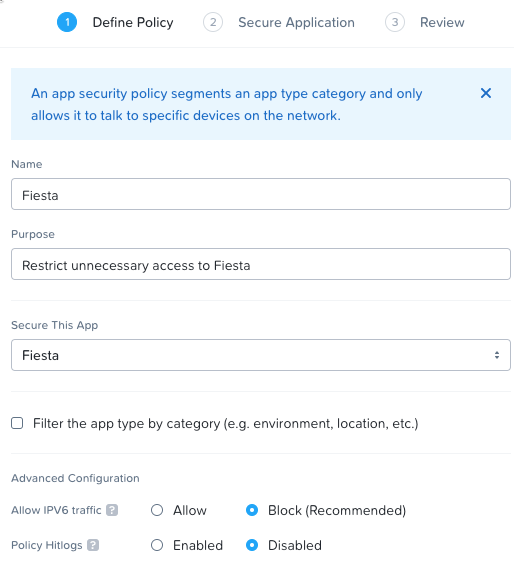 1 Define Policy 2 Secure Application 3 Review
An app security policy segments an app type category and only
allows it to talk to specific devices on the network.
Name
Fiesta
Purpose
Restrict unnecessary access to Fiesta
Secure This App
Fiesta
Filter the app type by category (e.g. environment, location, etc.)
Advanced Configuration
Allow IPV6 traffic ? Allow Block (Recommended)
Policy Hitlogs ? Enabled Disabled